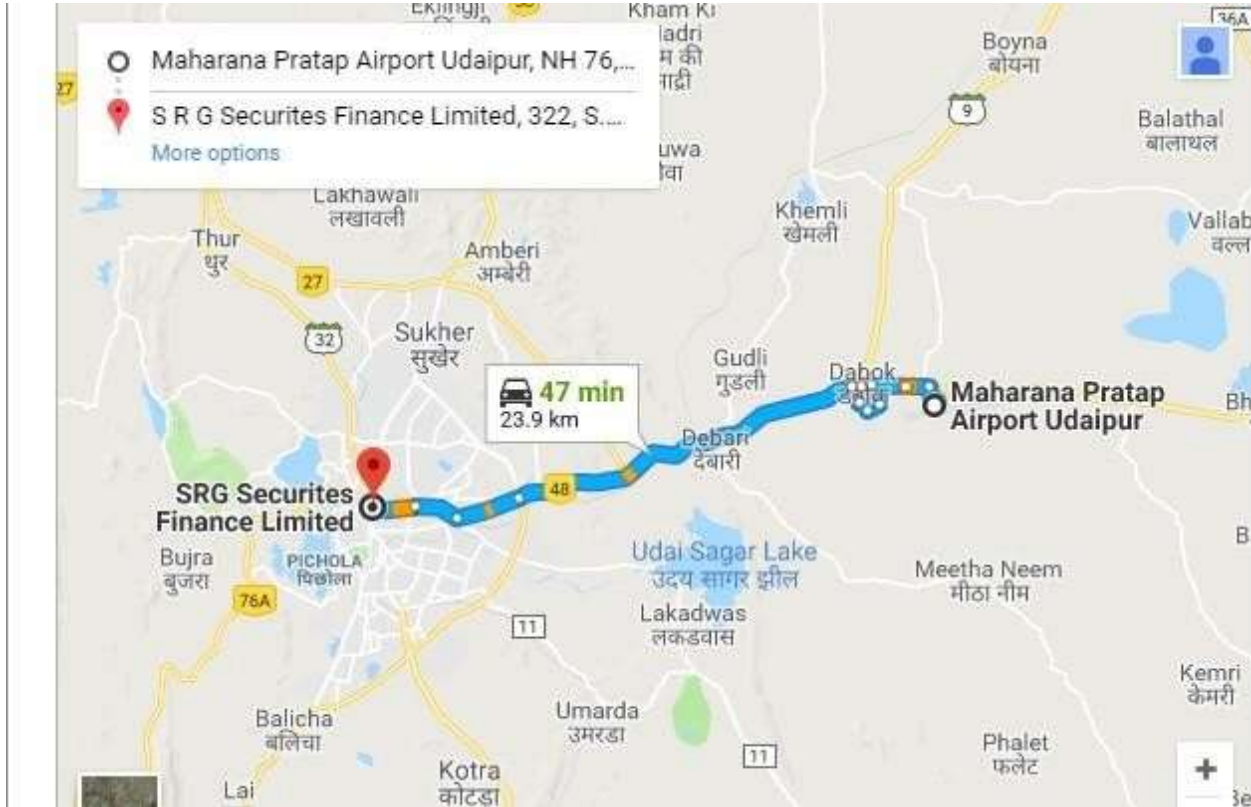 Maharana Pratap Airport Udaipur, NH 76,...
S R G Securites Finance Limited, 322, S....
More options
Kham Ki
36A
Boyna
बोयना
27
9
Balathal
बालाथल
Lakhawali
लखावली
Khemli
खेमली
Thur
थुर
Amberi
अम्बेरी
27
32
Sukher
सुखेर
Gudli
गुडली
Dabok
47 min
23.9 km
Maharana Pratap
Airport Udaipur
Debari
देबारी
48
SRG Securites
Finance Limited
Bujra
बुजरा
PICHOLA
पिछोला
Udai Sagar Lake
उदय सागर झील
Meetha Neem
मीठा नीम
76A
Lakadwas
लकडवास
11
Kemri
केमरी
Umarda
उमरडा
Balicha
बलिचा
11
Phalet
फलेट
Kotra
कोटडा
Lai
+